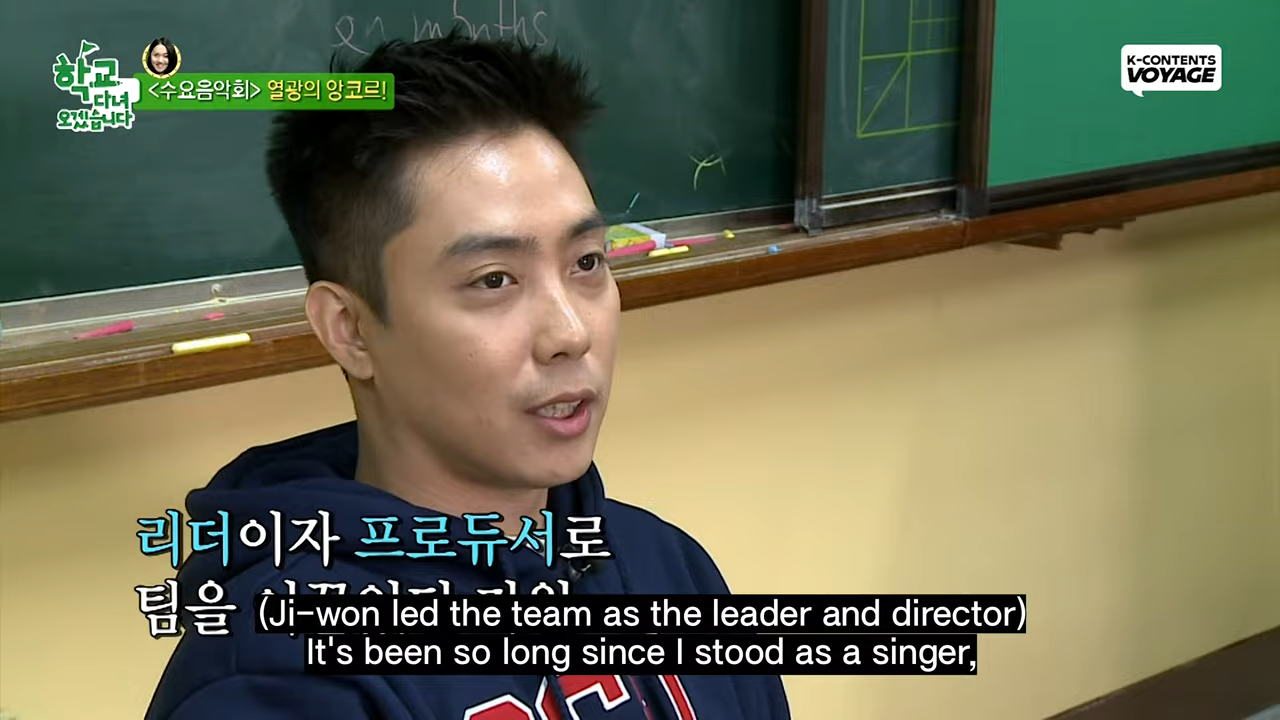 en months
학교
다녀
오겠습니다
<수요음악회> 열광의 앙코르!
K-CONTENTS
VOYAGE
리더이자 프로듀서로
팀을
(Ji-won led the team as the leader and director)
It's been so long since I stood as a singer,